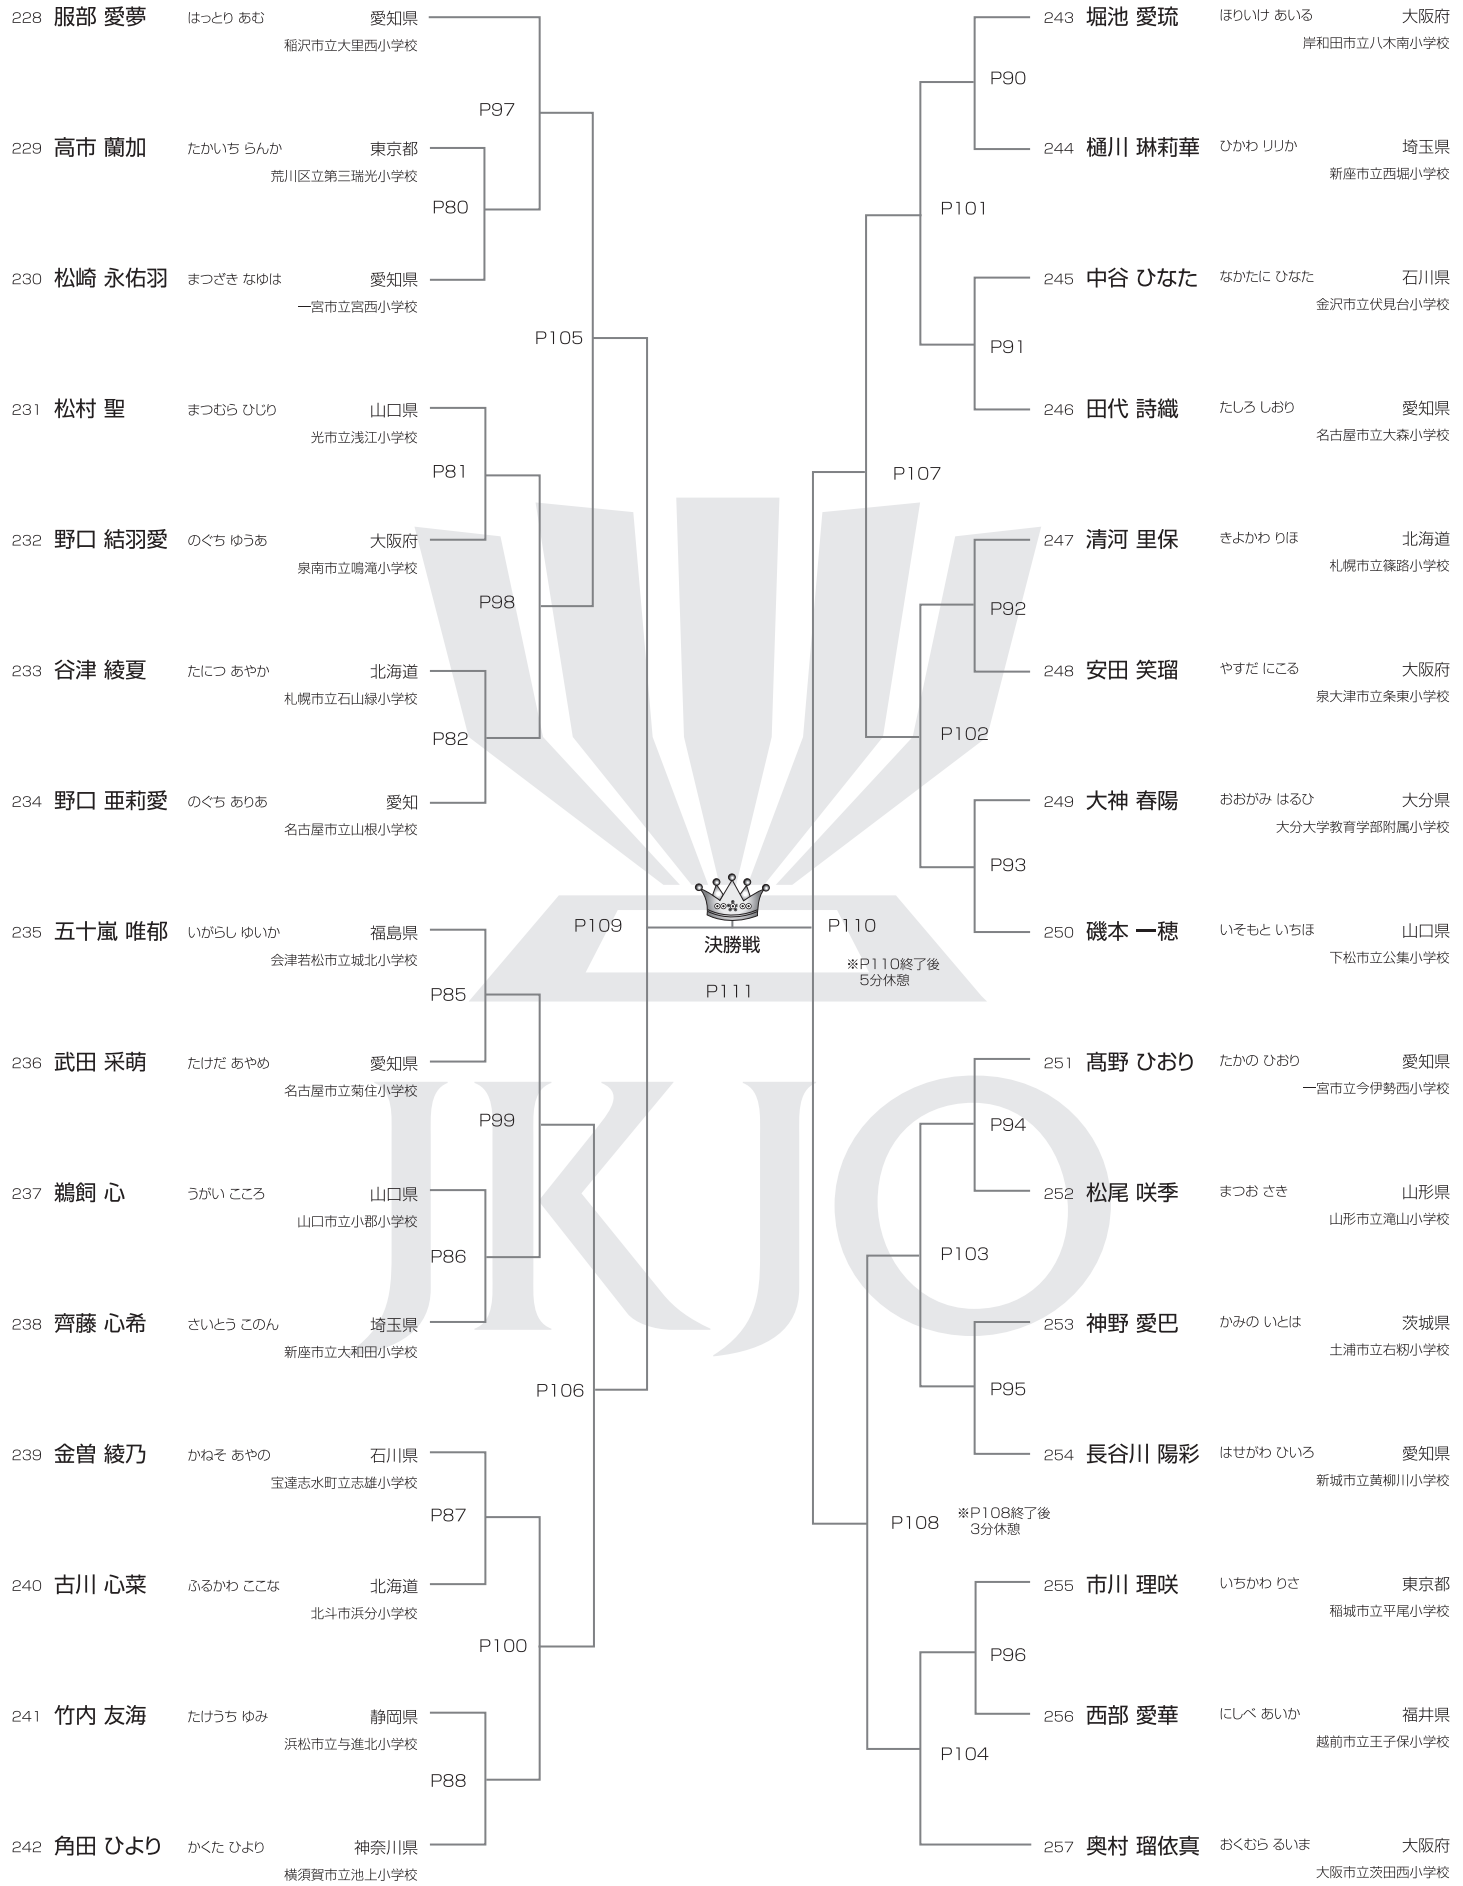 228 服部 愛夢 はっとり あむ 愛知県
稲沢市立大里西小学校
P97
229 高市 蘭加 たかいち らんか 東京都
荒川区立第三瑞光小学校
P80
230 松崎 永佑羽 まつざき なゆは 愛知県
一宮市立宮西小学校
P105
231 松村 聖 まつむら ひじり 山口県
光市立浅江小学校
P81
232 野口 結羽愛 のぐち ゆうあ 大阪府
泉南市立鳴滝小学校
P98
233 谷津 綾夏 たにつ あやか 北海道
札幌市立石山緑小学校
P82
234 野口 亜莉愛 のぐち ありあ 愛知
名古屋市立山根小学校
P109
235 五十嵐 唯郁 いがらし ゆいか 福島県
会津若松市立城北小学校
P85
236 武田 采萌 たけだ あやめ 愛知県
名古屋市立菊住小学校
P99
237 鵜飼 心 うがい こころ 山口県
山口市立小郡小学校
P86
238 齊藤 心希 さいとう このん 埼玉県
新座市立大和田小学校
P106
239 金曽 綾乃 かねそ あやの 石川県
宝達志水町立志雄小学校
P87
240 古川 心菜 ふるかわ ここな 北海道
北斗市浜分小学校
P100
241 竹内 友海 たけうち ゆみ 静岡県
浜松市立与進北小学校
P88
242 角田 ひより かくた ひより 神奈川県
横須賀市立池上小学校
決勝戦
P111
JKJO
243 堀池 愛琉 ほりいけ あいる 大阪府
岸和田市立八木南小学校
P90
244 樋川 琳莉華 ひかわ リリか 埼玉県
新座市立西堀小学校
P101
245 中谷 ひなた なかたに ひなた 石川県
金沢市立伏見台小学校
P91
246 田代 詩織 たしろ しおり 愛知県
名古屋市立大森小学校
P107
247 清河 里保 きよかわ りほ 北海道
札幌市立篠路小学校
P92
248 安田 笑瑠 やすだ にこる 大阪府
泉大津市立条東小学校
P102
249 大神 春陽 おおがみ はるひ 大分県
大分大学教育学部附属小学校
P93
250 磯本 一穂 いそもと いちほ 山口県
下松市立公集小学校
P110
※P110終了後
5分休憩
251 髙野 ひおり たかの ひおり 愛知県
一宮市立今伊勢西小学校
P94
252 松尾 咲季 まつお さき 山形県
山形市立滝山小学校
P103
253 神野 愛巴 かみの いとは 茨城県
土浦市立右籾小学校
P95
254 長谷川 陽彩 はせがわ ひいろ 愛知県
新城市立黄柳川小学校
P108
※P108終了後
3分休憩
255 市川 理咲 いちかわ りさ 東京都
稲城市立平尾小学校
P96
256 西部 愛華 にしべ あいか 福井県
越前市立王子保小学校
P104
257 奥村 瑠依真 おくむら るいま 大阪府
大阪市立茨田西小学校